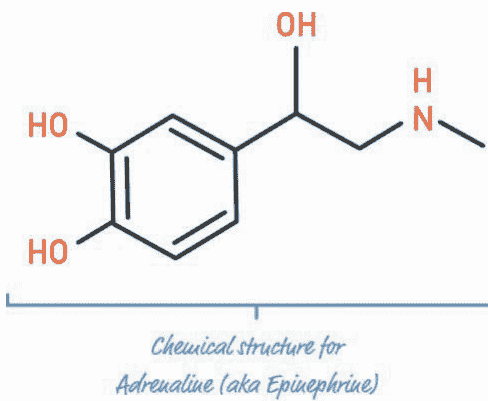 OH
H
N
HO
HO
Chemical structure for
Adrenaline (aka Epinephrine)